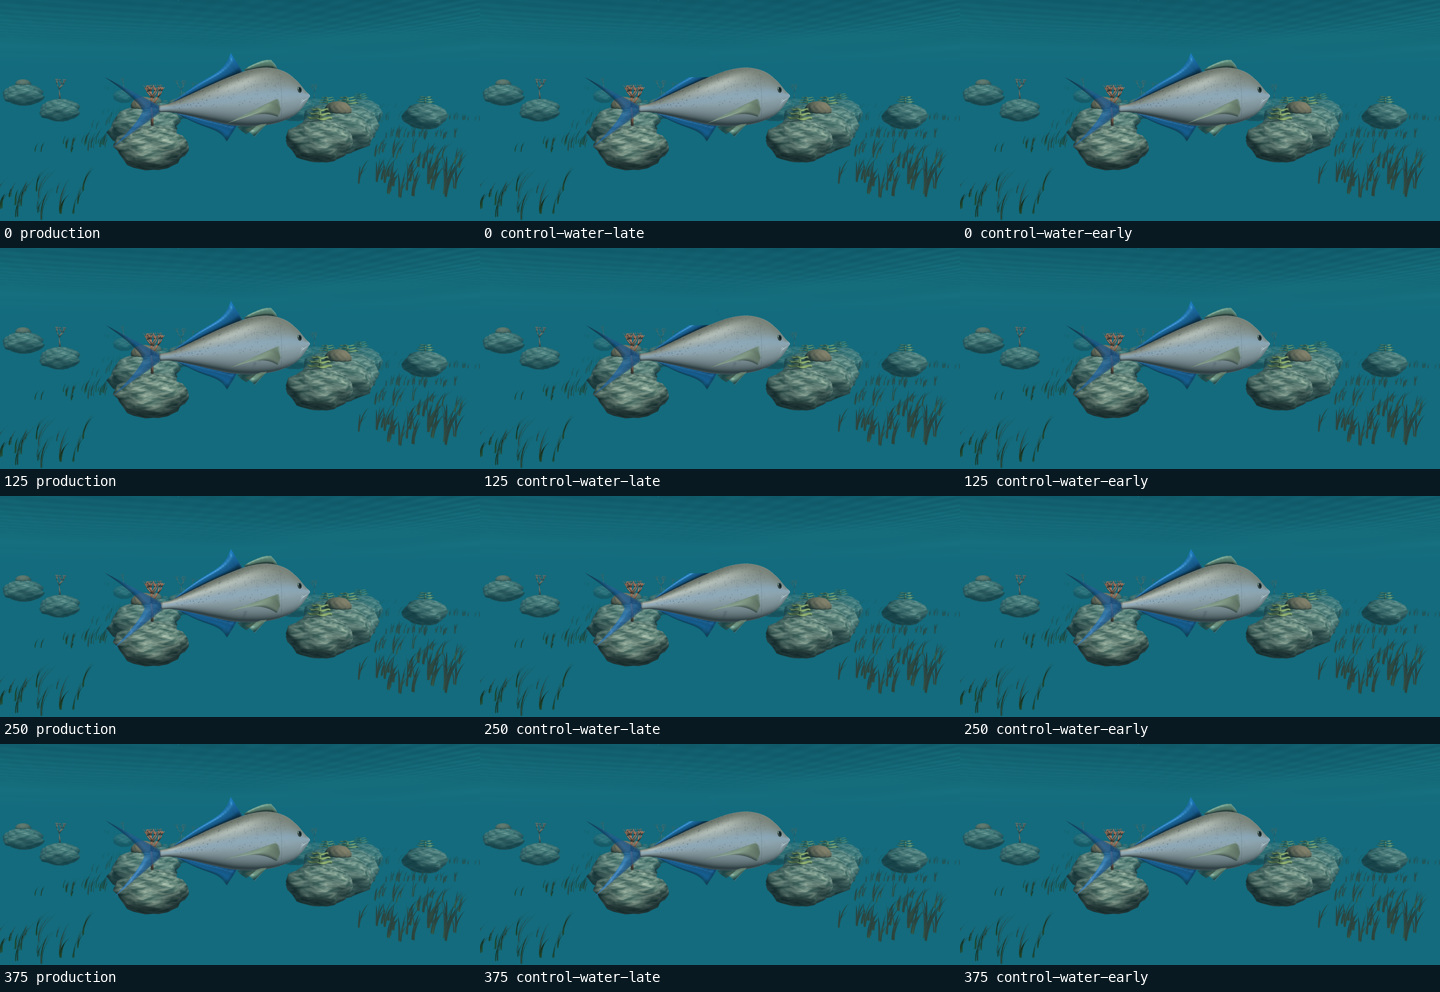 0 production
0 control−water−late
0 control−water−early
125 production
125 control−water−late
125 control−water−early
250 production
250 control−water−late
250 control−water−early
375 production
375 control−water−late
375 control−water−early